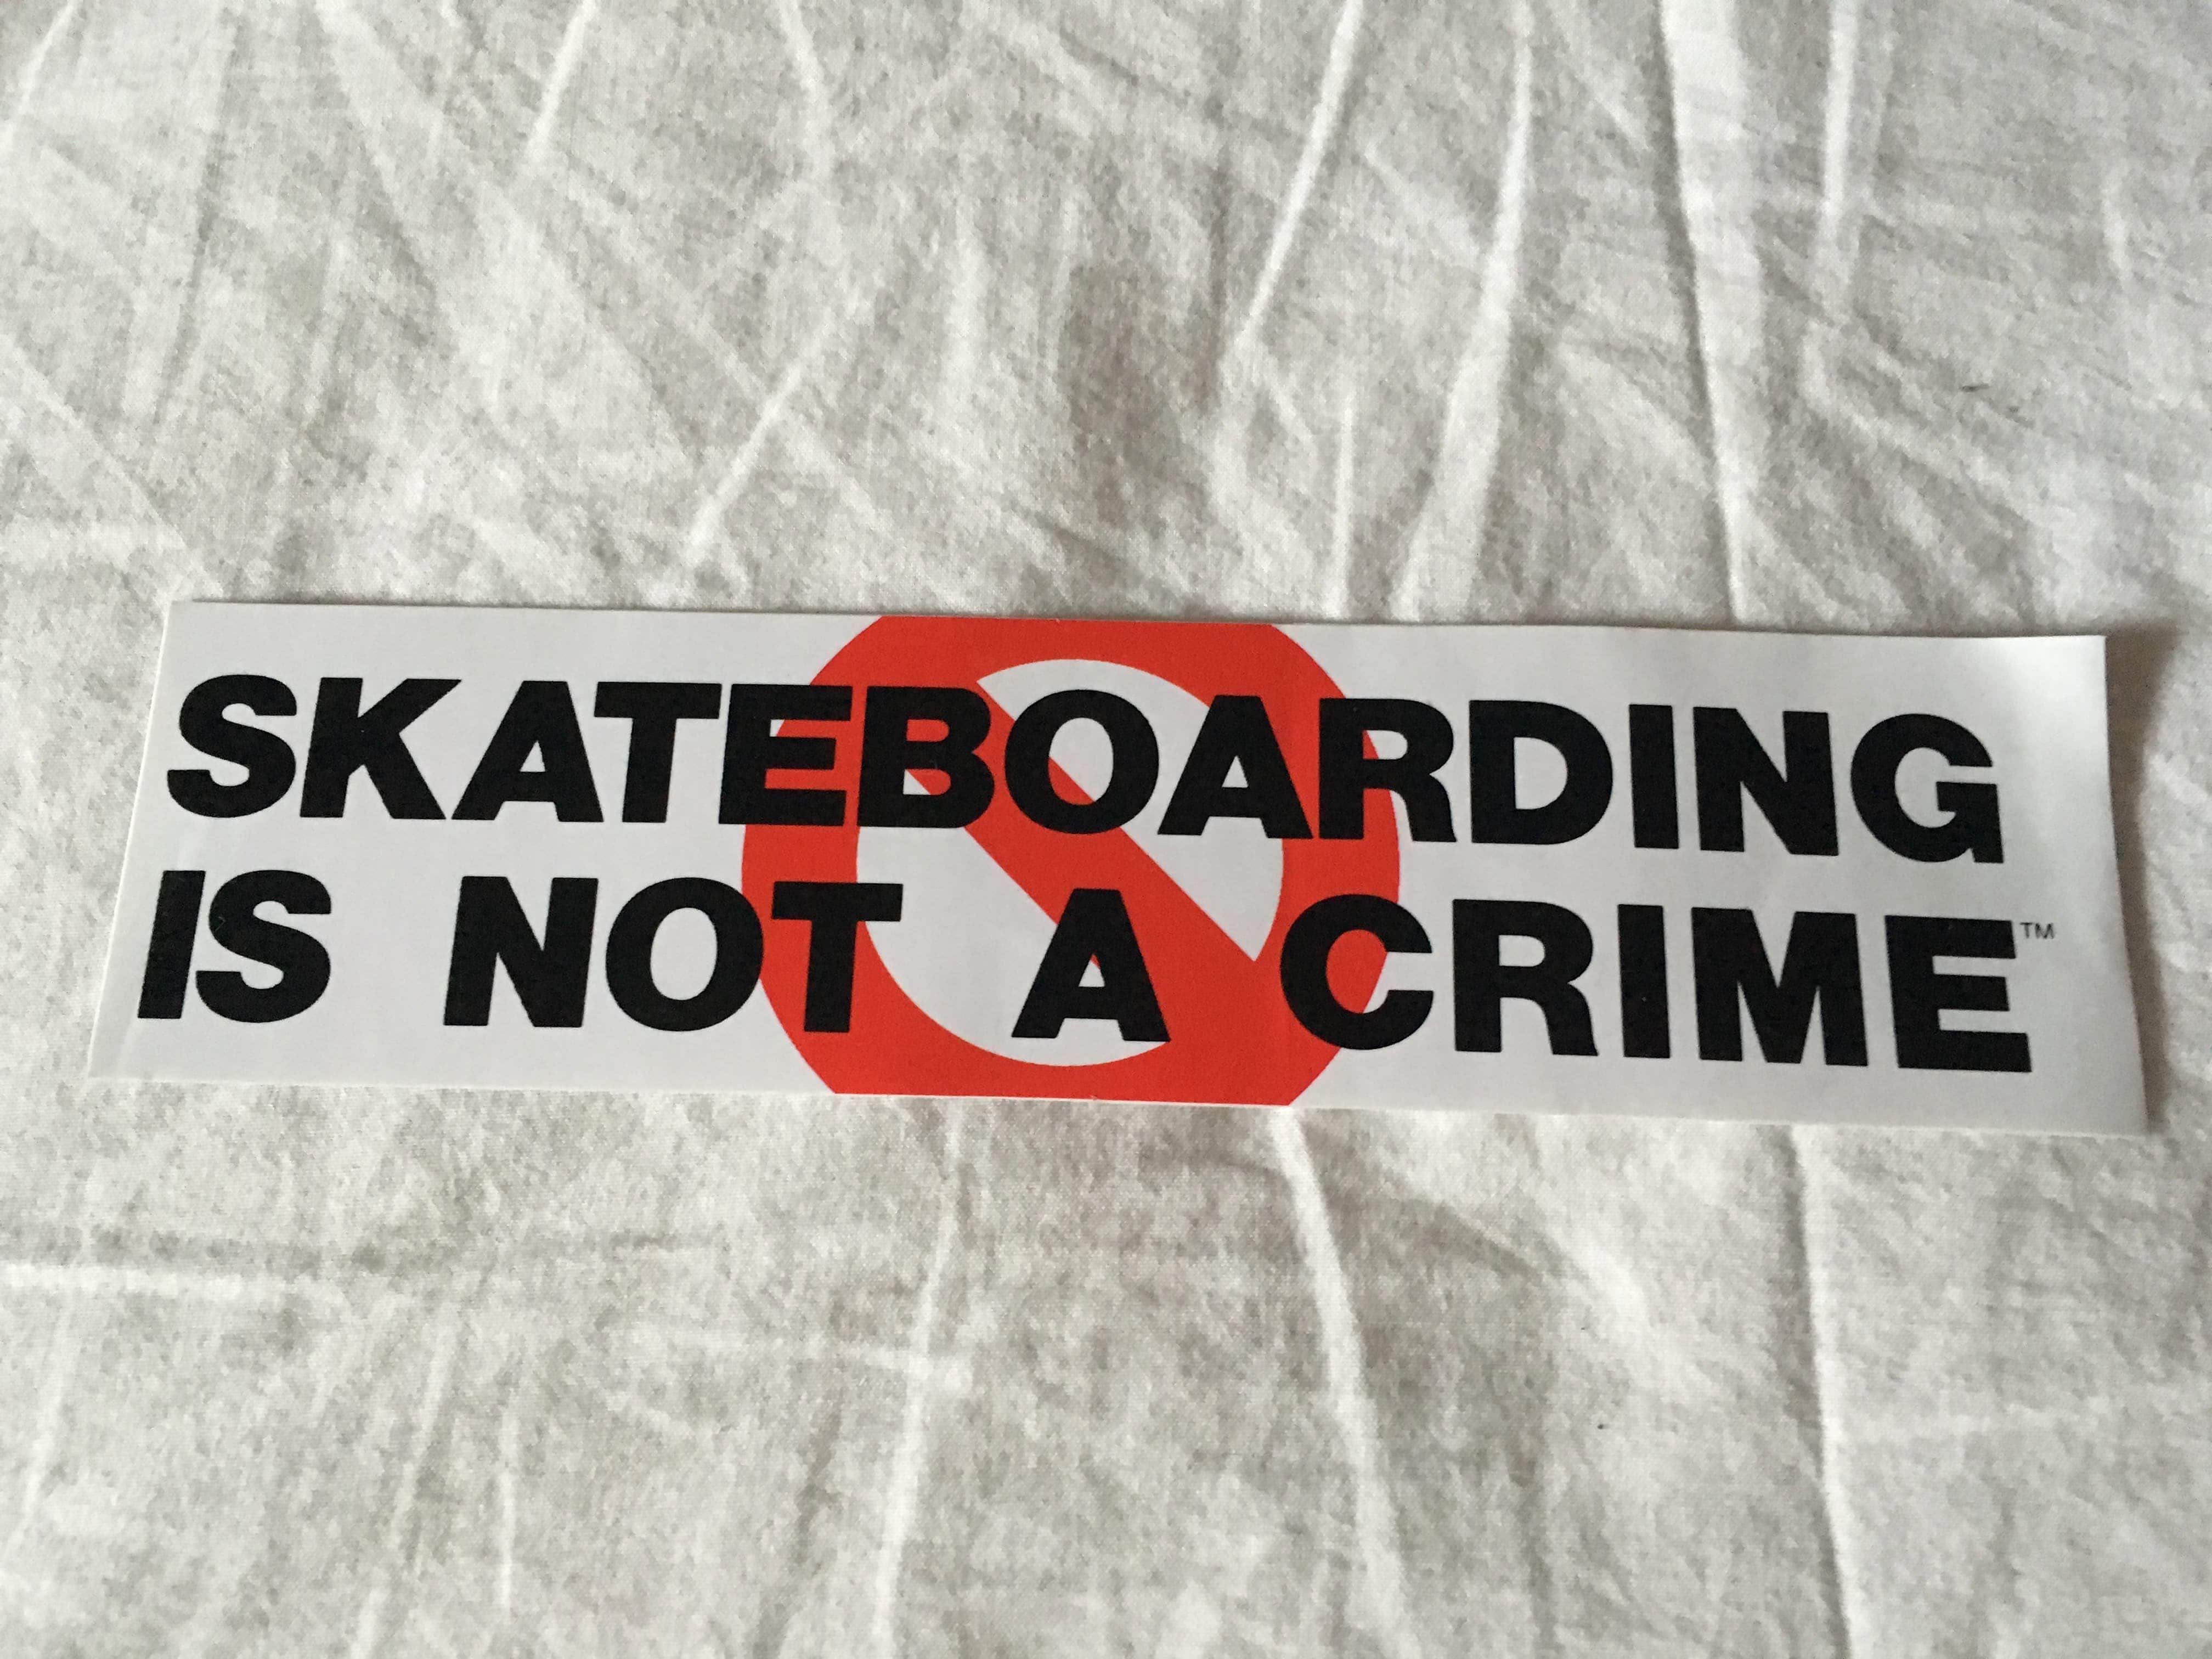 SKATEBOARDING
IS NOT A CRIME™